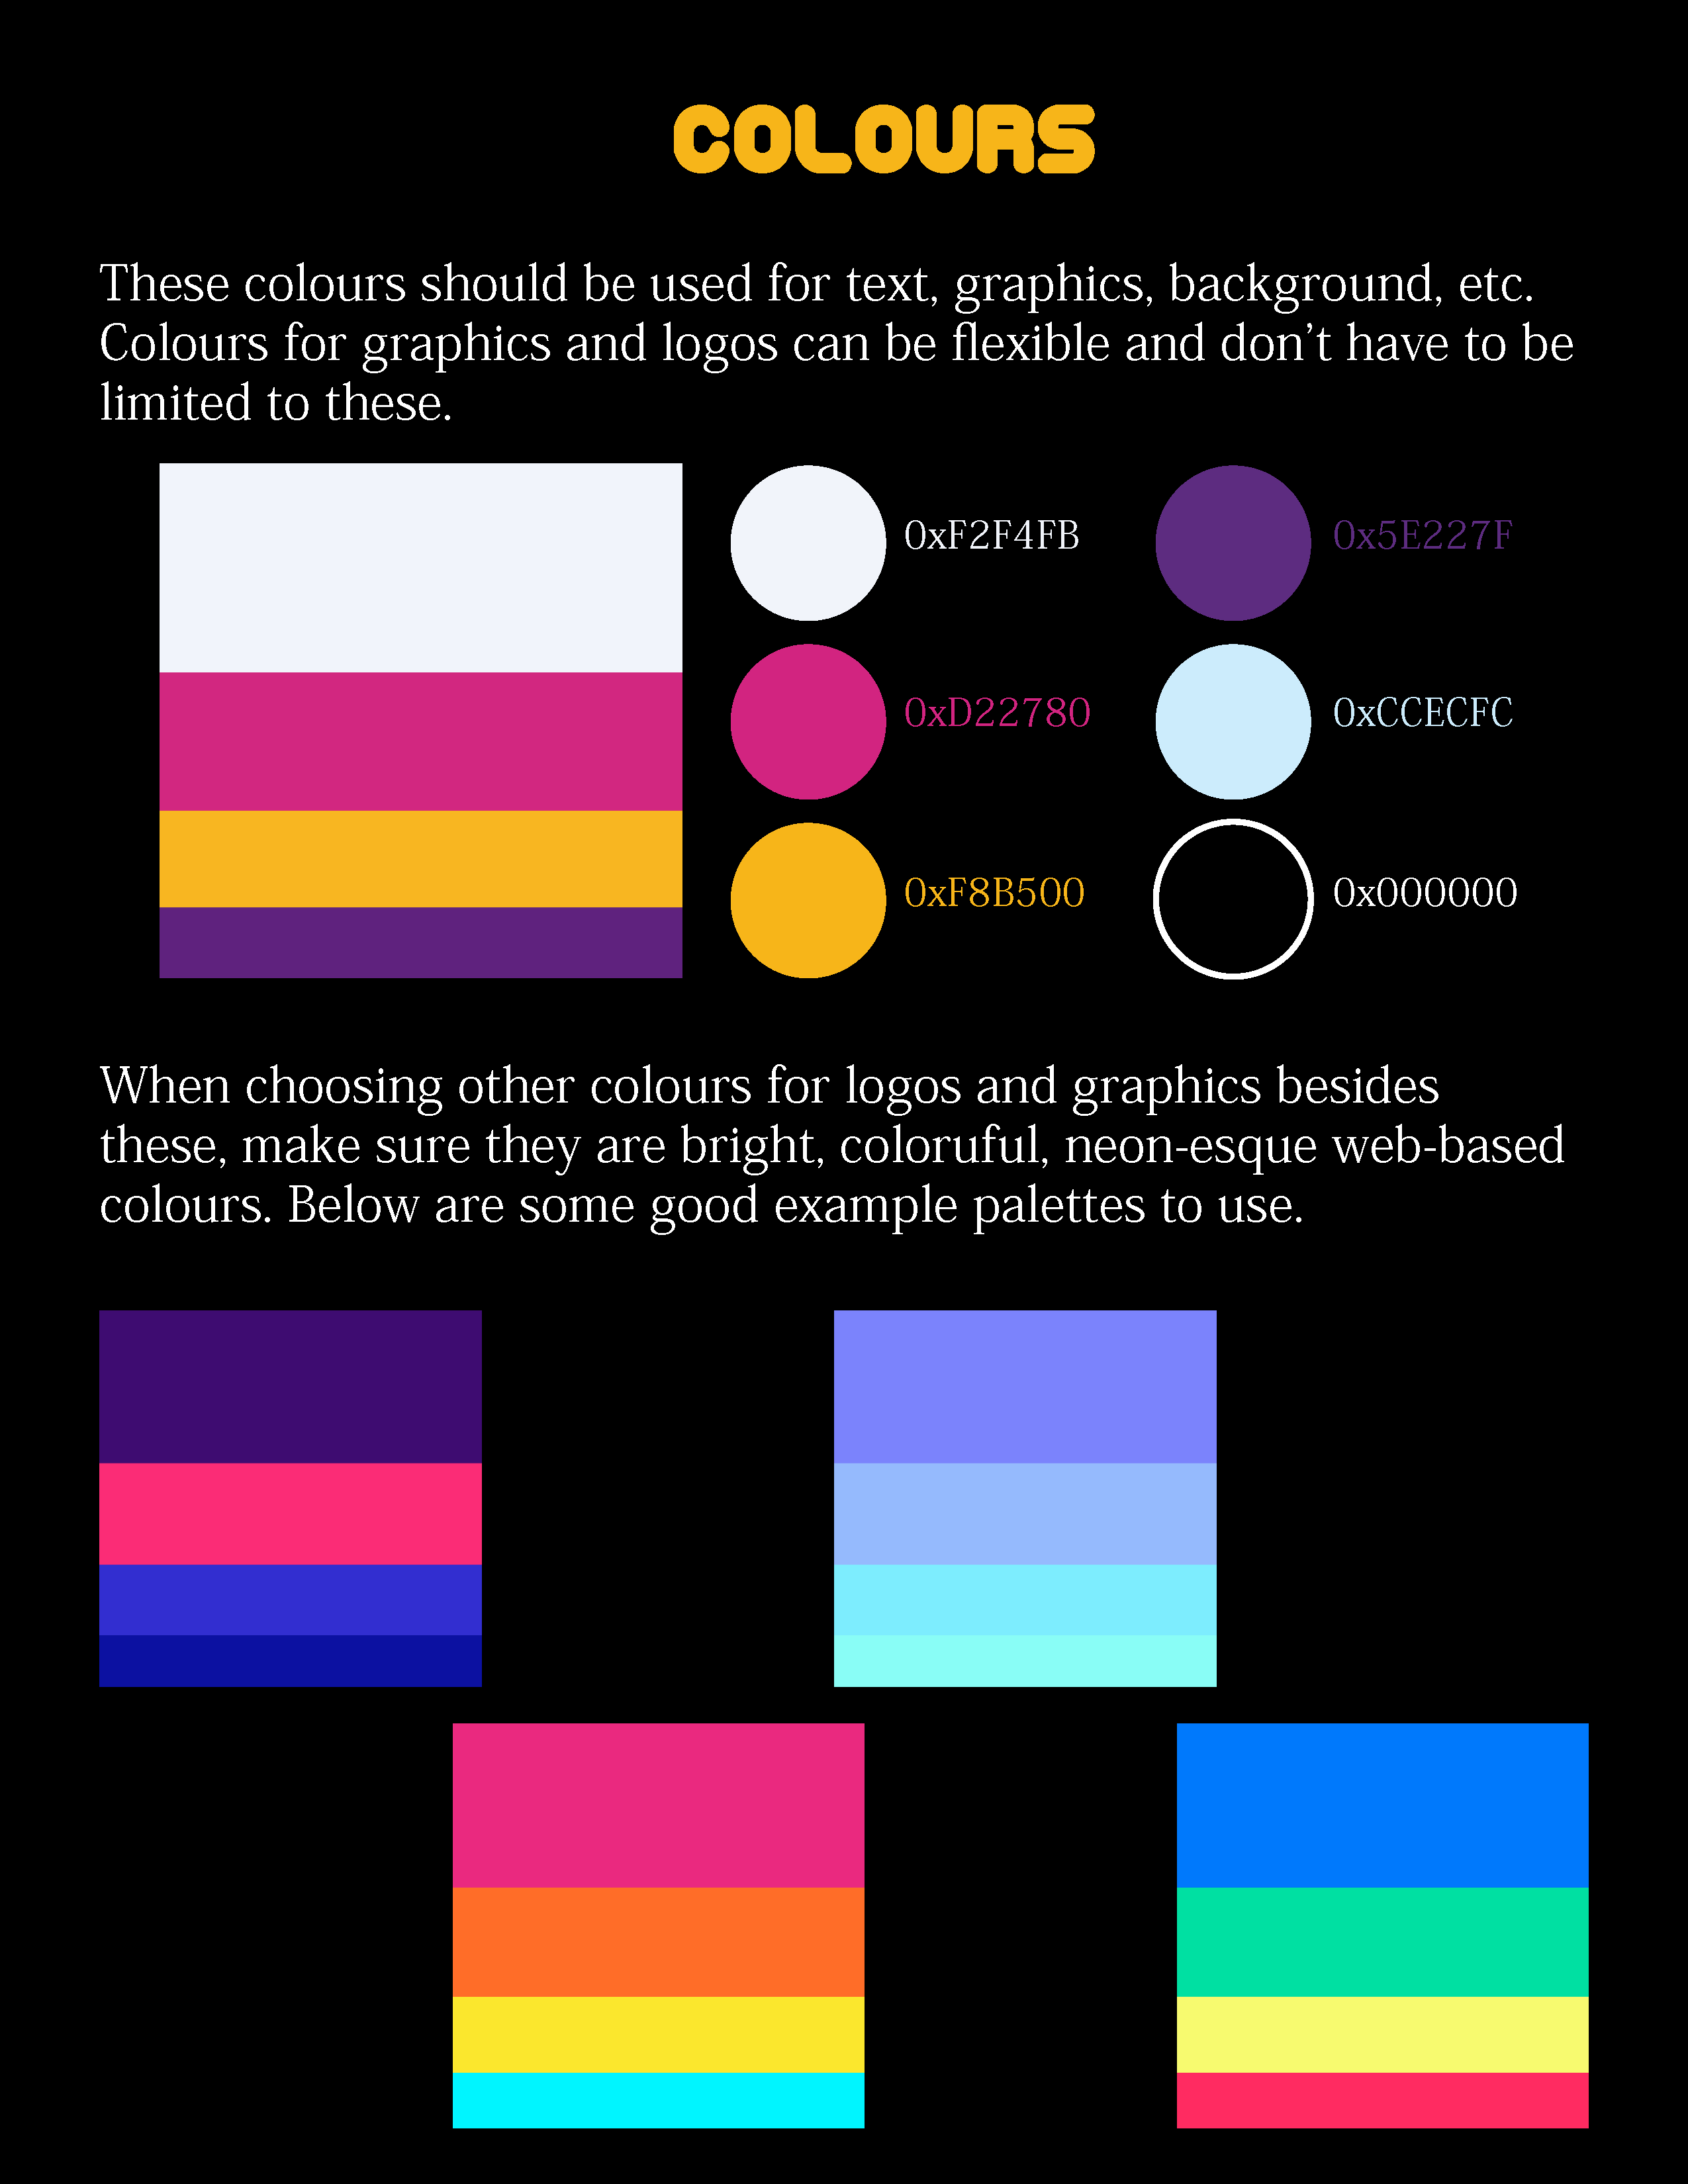 COLOURS
These colours should be used for text, graphics, background, etc.
Colours for graphics and logos can be flexible and don’t have to be
limited to these.
0xF2F4FB 0x5E227F
0xD22780 0xCCECFC
0xF8B500 0x000000
When choosing other colours for logos and graphics besides
these, make sure they are bright, coloruful, neon-esque web-based
colours. Below are some good example palettes to use.